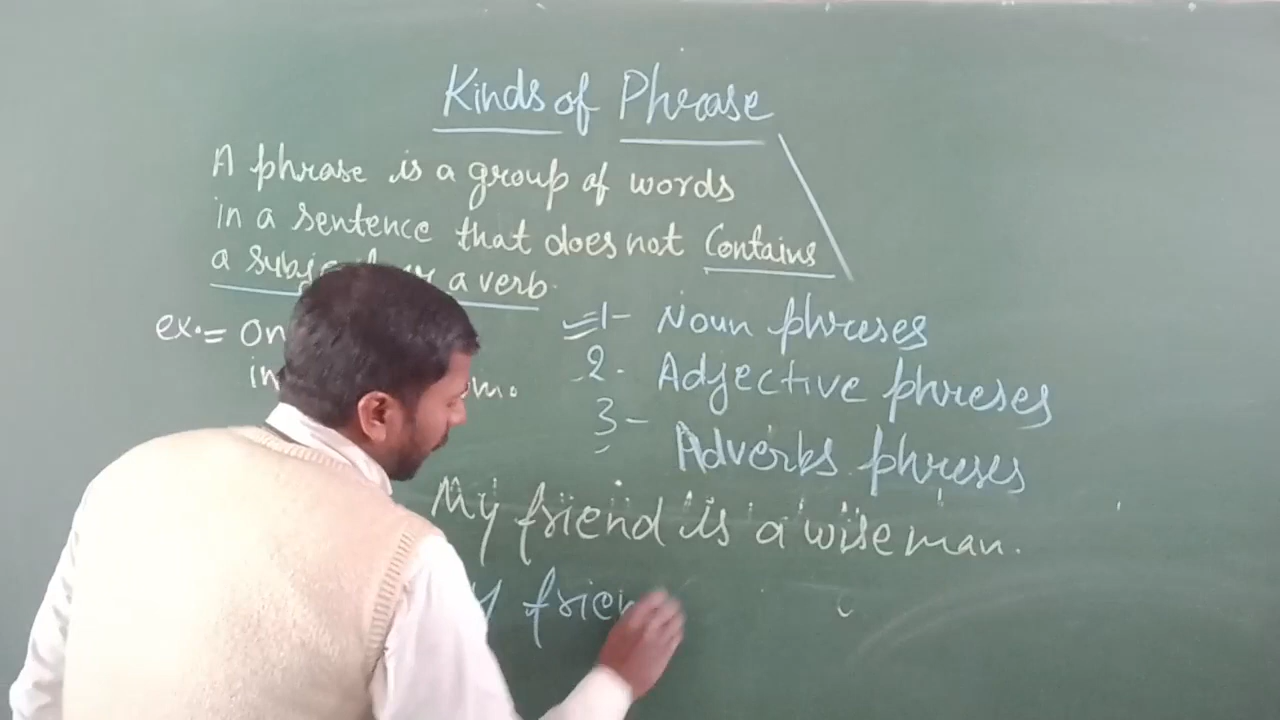 Kinds of Phrase
A phrase is a group of words
in a sentence that does not Contains
a verb.
ex.=
1- Noun phreses
2. Adjective phreses
3- Adverbs phreses
My friend is a wise man.